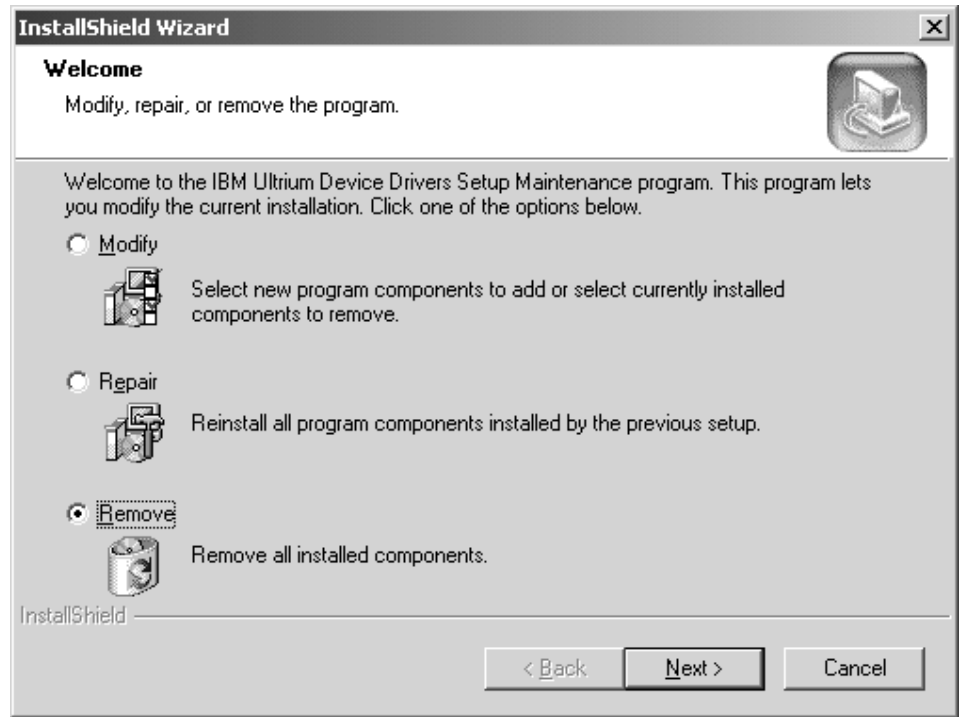 InstallShield Wizard
Welcome
Modify, repair, or remove the program.
Welcome to the IBM Ultrium Device Drivers Setup Maintenance program. This program lets
you modify the current installation. Click one of the options below.
Modify
Select new program components to add or select currently installed
components to remove.
Repair
Reinstall all program components installed by the previous setup.
Remove
Remove all installed components.
InstallShield
< Back
Next >
Cancel